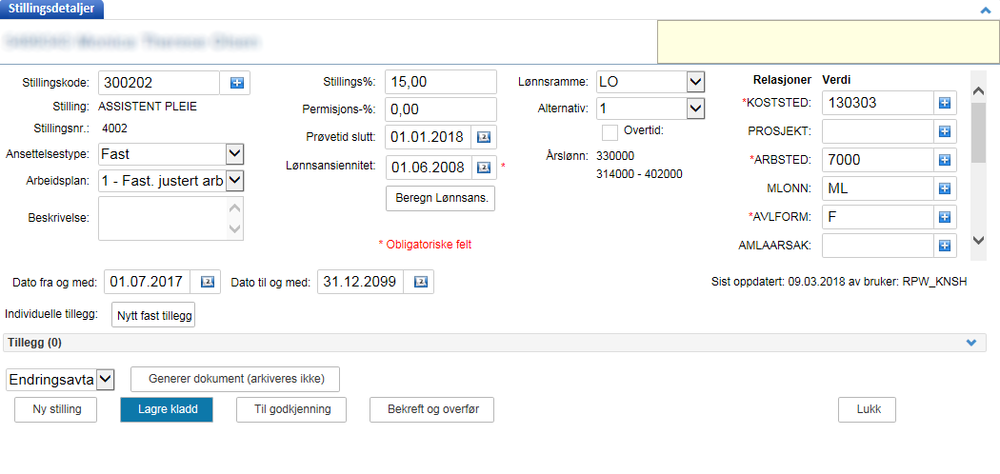 Stillingsdetaljer
Stillingskode: 300202
Stilling: ASSISTENT PLEIE
Stillingsnr.: 4002
Ansettelsestype: Fast
Arbeidsplan: 1 - Fast. justert arb
Beskrivelse:
Stillings%: 15,00
Permisjons-%: 0,00
Prøvetid slutt: 01.01.2018
Lønnsansiennitet: 01.06.2008 *
Beregn Lønnsans.
* Obligatoriske felt
Lønnsramme: LO
Alternativ: 1
Overtid:
Årslønn: 330000
314000 - 402000
Relasjoner Verdi
*KOSTSTED: 130303
PROSJEKT:
*ARBSTED: 7000
MLONN: ML
*AVLFORM: F
AMLAARSAK:
Dato fra og med: 01.07.2017 Dato til og med: 31.12.2099
Sist oppdatert: 09.03.2018 av bruker: RPW_KNSH
Individuelle tillegg: Nytt fast tillegg
Tillegg (0)
Endringsavta Generer dokument (arkiveres ikke)
Ny stilling Lagre kladd Til godkjenning Bekreft og overfør Lukk